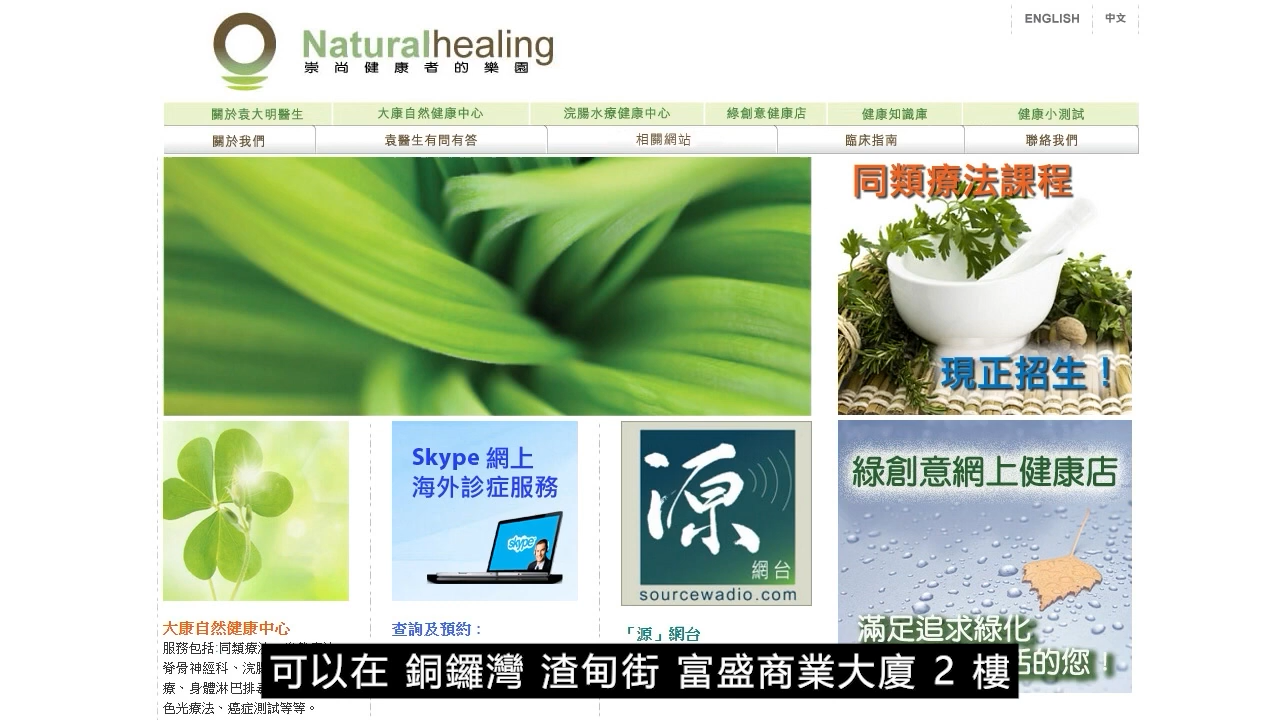 ENGLISH 中文
Naturalhealing
崇尚健康者的樂園
關於袁大明醫生 大康自然健康中心 浣腸水療健康中心 綠創意健康店 健康知識庫 健康小測試
關於我們 袁醫生有問有答 相關網站 臨床指南 聯絡我們
同類療法課程
現正招生！
Skype 網上
海外診症服務
skype
源
網台
sourcewadio.com
綠創意網上健康店
滿足追求綠化
活的您！
大康自然健康中心
服務包括:同類療
脊骨神經科、浣
療、身體淋巴排
色光療法、癌症測試等等。
查詢及預約：
「源」網台
可以在 銅鑼灣 渣甸街 富盛商業大廈 2 樓